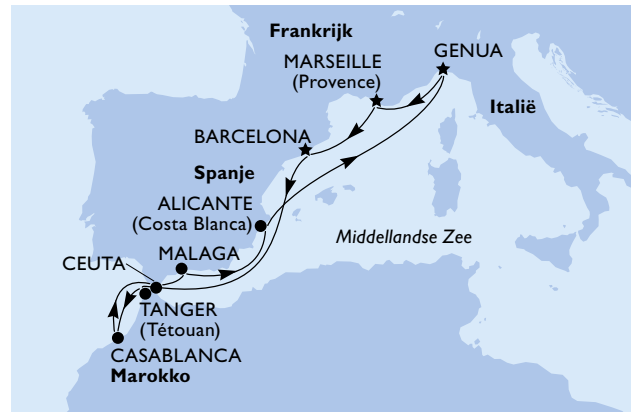 Frankrijk
MARSEILLE
(Provence)
GENUA
Italië
BARCELONA
Spanje
ALICANTE
(Costa Blanca)
Middellandse Zee
MALAGA
CEUTA
TANGER
(Tétouan)
CASABLANCA
Marokko